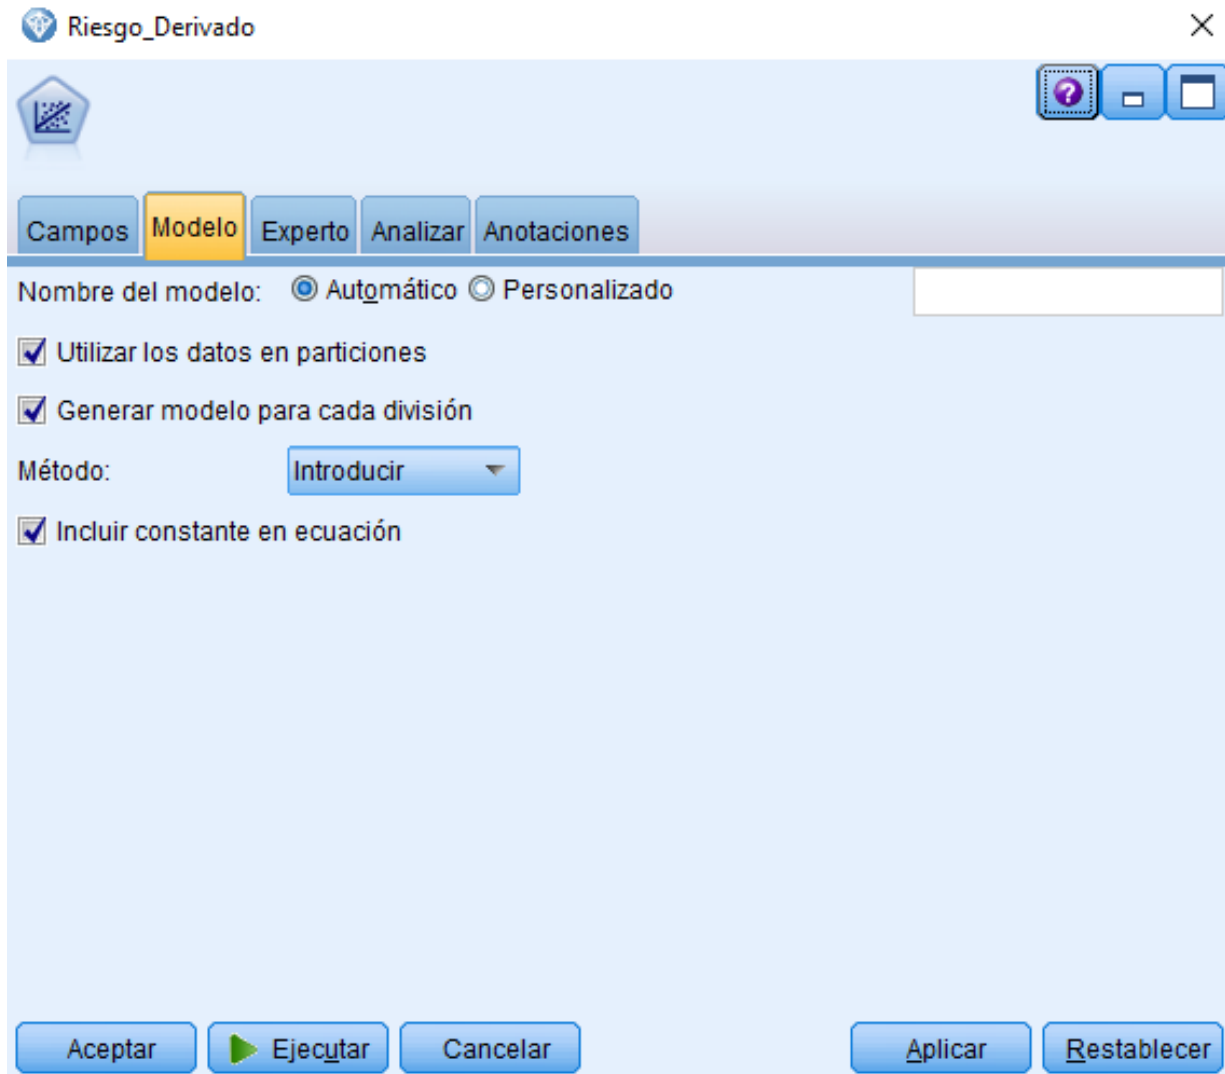 Riesgo_Derivado
Campos Modelo Experto Analizar Anotaciones
Nombre del modelo: Automático Personalizado
Utilizar los datos en particiones
Generar modelo para cada división
Método: Introducir
Incluir constante en ecuación
Aceptar Ejecutar Cancelar Aplicar Restablecer